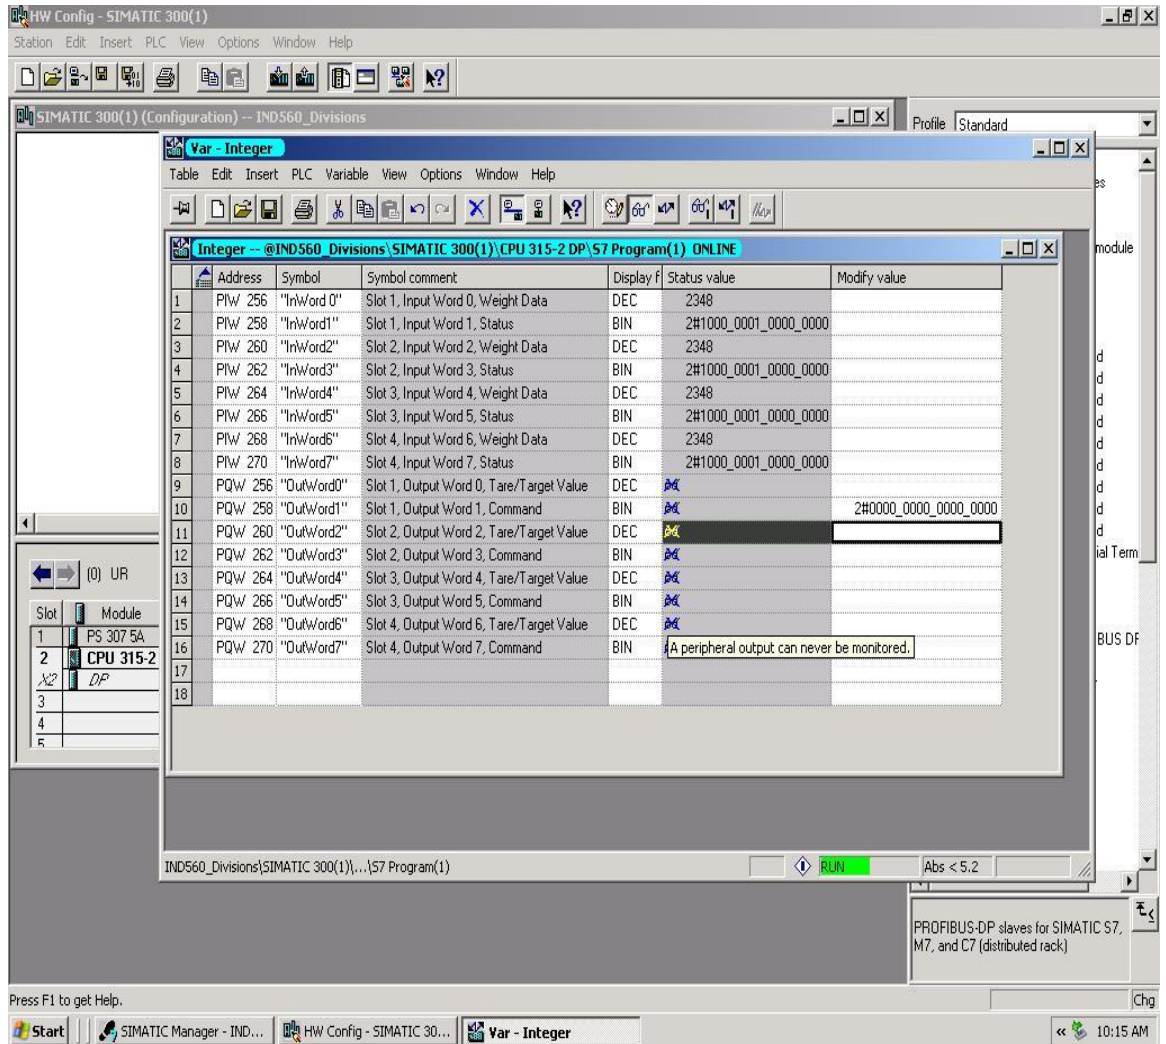 HW Config - SIMATIC 300(1)
Station Edit Insert PLC View Options Window Help
SIMATIC 300(1) (Configuration) -- IND560_Divisions
Profile Standard
Var - Integer
Table Edit Insert PLC Variable View Options Window Help
es
module
Integer -- @IND560_Divisions\SIMATIC 300(1)\CPU 315-2 DP\S7 Program(1) ONLINE
Address Symbol Symbol comment Display f Status value Modify value
1 PIW 256 "InWord 0" Slot 1, Input Word 0, Weight Data DEC 2348
2 PIW 258 "InWord1" Slot 1, Input Word 1, Status BIN 2#1000_0001_0000_0000
3 PIW 260 "InWord2" Slot 2, Input Word 2, Weight Data DEC 2348
4 PIW 262 "InWord3" Slot 2, Input Word 3, Status BIN 2#1000_0001_0000_0000
5 PIW 264 "InWord4" Slot 3, Input Word 4, Weight Data DEC 2348
6 PIW 266 "InWord5" Slot 3, Input Word 5, Status BIN 2#1000_0001_0000_0000
7 PIW 268 "InWord6" Slot 4, Input Word 6, Weight Data DEC 2348
8 PIW 270 "InWord7" Slot 4, Input Word 7, Status BIN 2#1000_0001_0000_0000
9 PQW 256 "OutWord0" Slot 1, Output Word 0, Tare/Target Value DEC
10 PQW 258 "OutWord1" Slot 1, Output Word 1, Command BIN 2#0000_0000_0000_0000
11 PQW 260 "OutWord2" Slot 2, Output Word 2, Tare/Target Value DEC
12 PQW 262 "OutWord3" Slot 2, Output Word 3, Command BIN
13 PQW 264 "OutWord4" Slot 3, Output Word 4, Tare/Target Value DEC
14 PQW 266 "OutWord5" Slot 3, Output Word 5, Command BIN
15 PQW 268 "OutWord6" Slot 4, Output Word 6, Tare/Target Value DEC
16 PQW 270 "OutWord7" Slot 4, Output Word 7, Command BIN
A peripheral output can never be monitored.
17
18
d
d
d
d
d
d
d
d
d
ial Term
BUS DP
(0) UR
Slot Module
1 PS 307 5A
2 CPU 315-2
X2 DP
3
4
5
IND560_Divisions\SIMATIC 300(1)\...\S7 Program(1) RUN Abs < 5.2
PROFIBUS-DP slaves for SIMATIC S7,
M7, and C7 (distributed rack)
Press F1 to get Help. Chg
Start SIMATIC Manager - IND... HW Config - SIMATIC 30... Var - Integer 10:15 AM